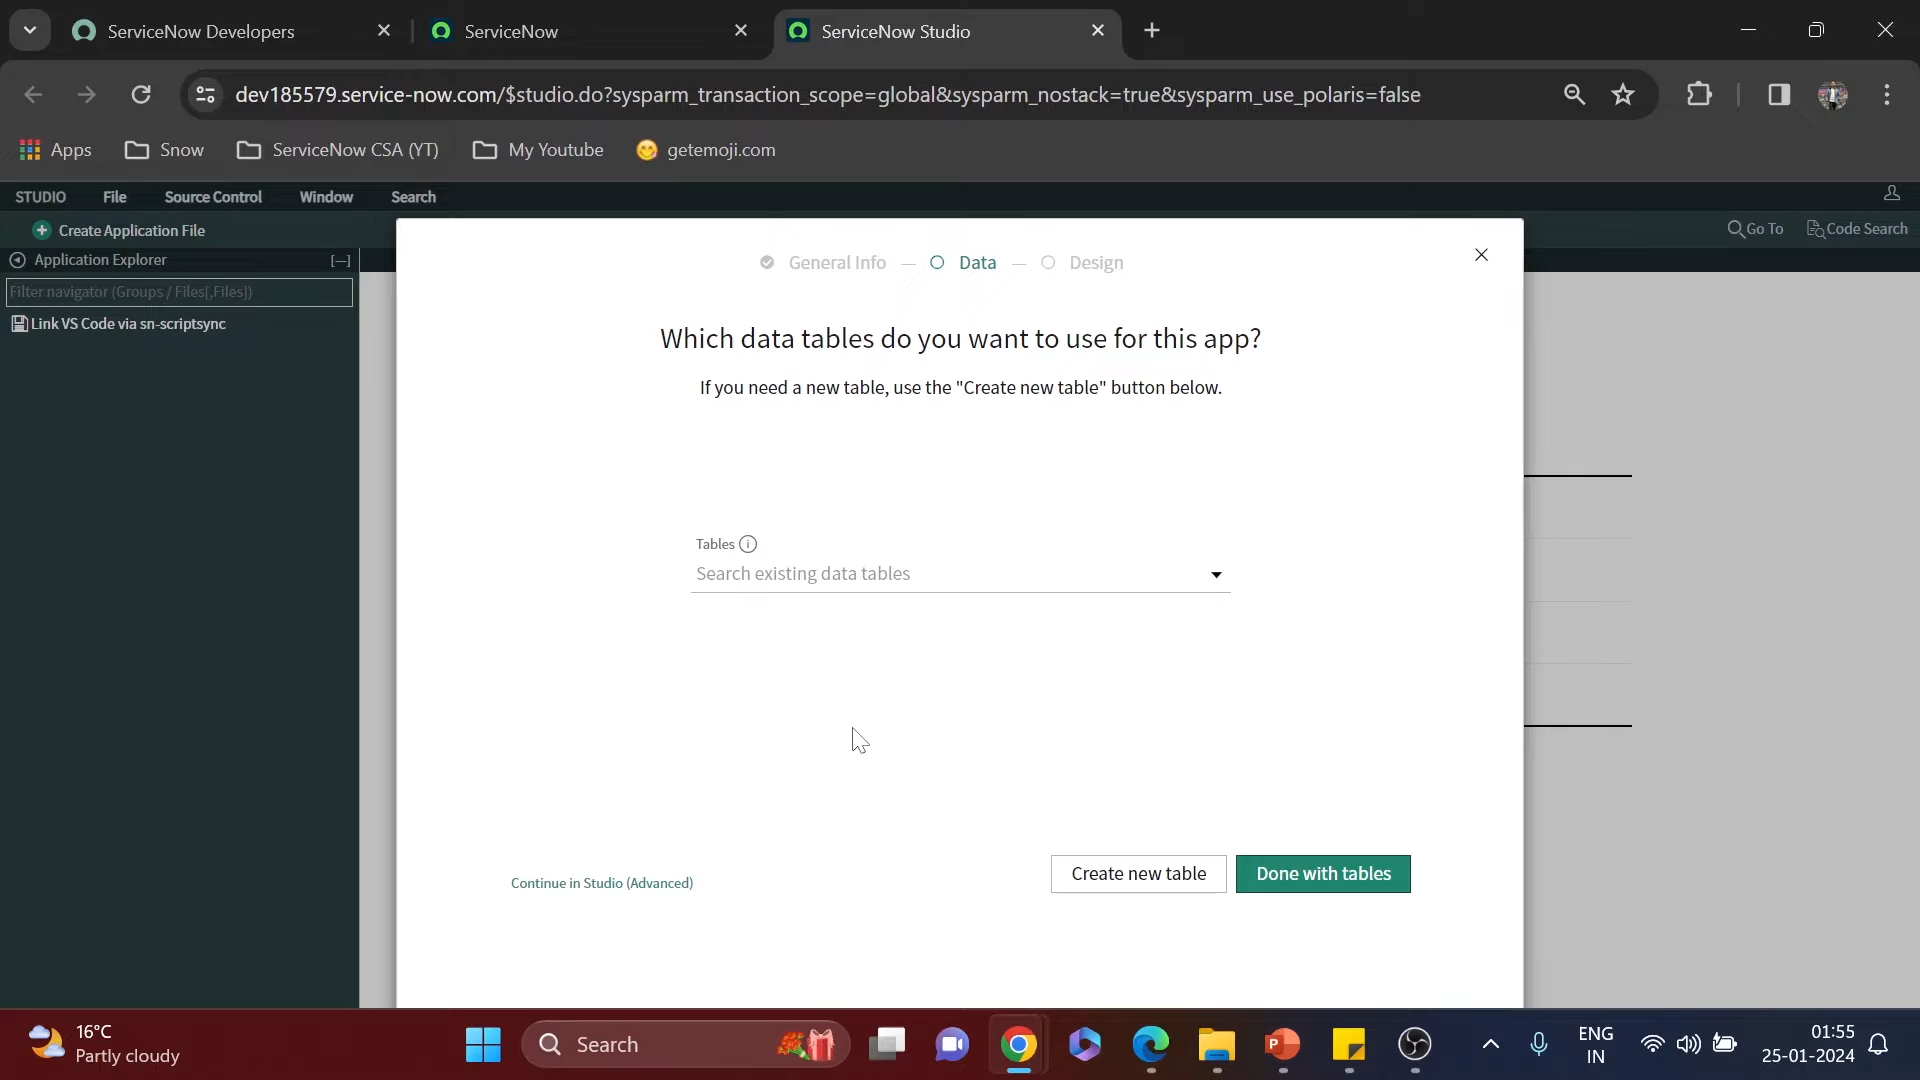 ServiceNow Developers
ServiceNow
ServiceNow Studio
dev185579.service-now.com/$studio.do?sysparm_transaction_scope=global&sysparm_nostack=true&sysparm_use_polaris=false
Apps
Snow
ServiceNow CSA (YT)
My Youtube
getemoji.com
STUDIO File Source Control Window Search
Create Application File
Go To
Code Search
Application Explorer
[—]
Filter navigator (Groups / Files[,Files])
Link VS Code via sn-scriptsync
General Info — Data — Design
Which data tables do you want to use for this app?
If you need a new table, use the "Create new table" button below.
Tables
Search existing data tables
Continue in Studio (Advanced)
Create new table
Done with tables
16°C
Partly cloudy
Search
ENG
IN
01:55
25-01-2024